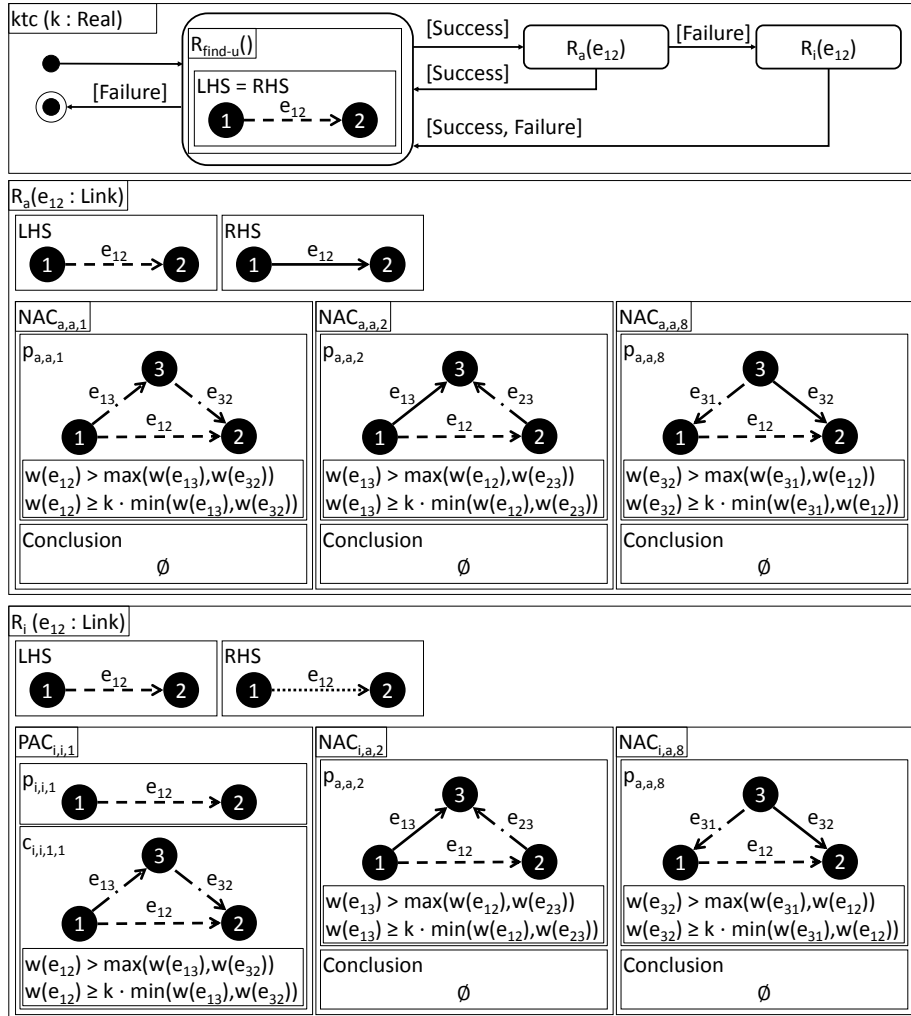 ktc (k : Real)
R_find-u()
LHS = RHS
1 e_12 2
[Success]
[Success]
[Failure]
[Failure]
[Success, Failure]
R_a(e_12)
R_i(e_12)
R_a(e_12 : Link)
LHS
1 e_12 2
RHS
1 e_12 2
NAC_a,a,1
p_a,a,1
3
e_13 e_32
1 e_12 2
w(e_12) > max(w(e_13),w(e_32))
w(e_12) ≥ k · min(w(e_13),w(e_32))
Conclusion
∅
NAC_a,a,2
p_a,a,2
3
e_13 e_23
1 e_12 2
w(e_13) > max(w(e_12),w(e_23))
w(e_13) ≥ k · min(w(e_12),w(e_23))
Conclusion
∅
NAC_a,a,8
p_a,a,8
3
e_31 e_32
1 e_12 2
w(e_32) > max(w(e_31),w(e_12))
w(e_32) ≥ k · min(w(e_31),w(e_12))
Conclusion
∅
R_i (e_12 : Link)
LHS
1 e_12 2
RHS
1 e_12 2
PAC_i,i,1
p_i,i,1
1 e_12 2
c_i,i,1,1
3
e_13 e_32
1 e_12 2
w(e_12) > max(w(e_13),w(e_32))
w(e_12) ≥ k · min(w(e_13),w(e_32))
NAC_i,a,2
p_a,a,2
3
e_13 e_23
1 e_12 2
w(e_13) > max(w(e_12),w(e_23))
w(e_13) ≥ k · min(w(e_12),w(e_23))
Conclusion
∅
NAC_i,a,8
p_a,a,8
3
e_31 e_32
1 e_12 2
w(e_32) > max(w(e_31),w(e_12))
w(e_32) ≥ k · min(w(e_31),w(e_12))
Conclusion
∅